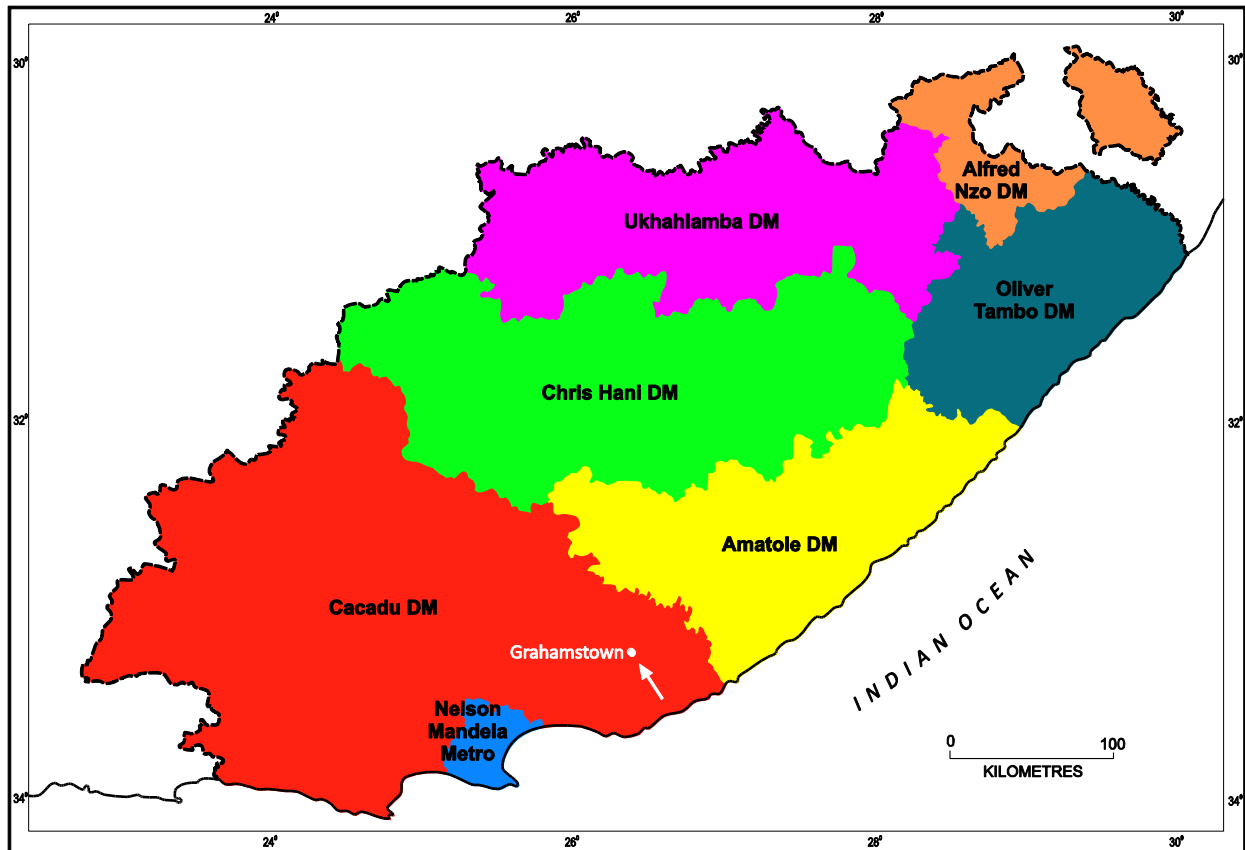 24° 26° 28° 30°
30° 30°
Alfred
Nzo DM
Ukhahlamba DM
Oliver
Tambo DM
Chris Hani DM
32° 32°
Amatole DM
INDIAN OCEAN
Cacadu DM
Grahamstown
Nelson
Mandela
Metro
0 100
KILOMETRES
34° 34°
24° 26° 28° 30°